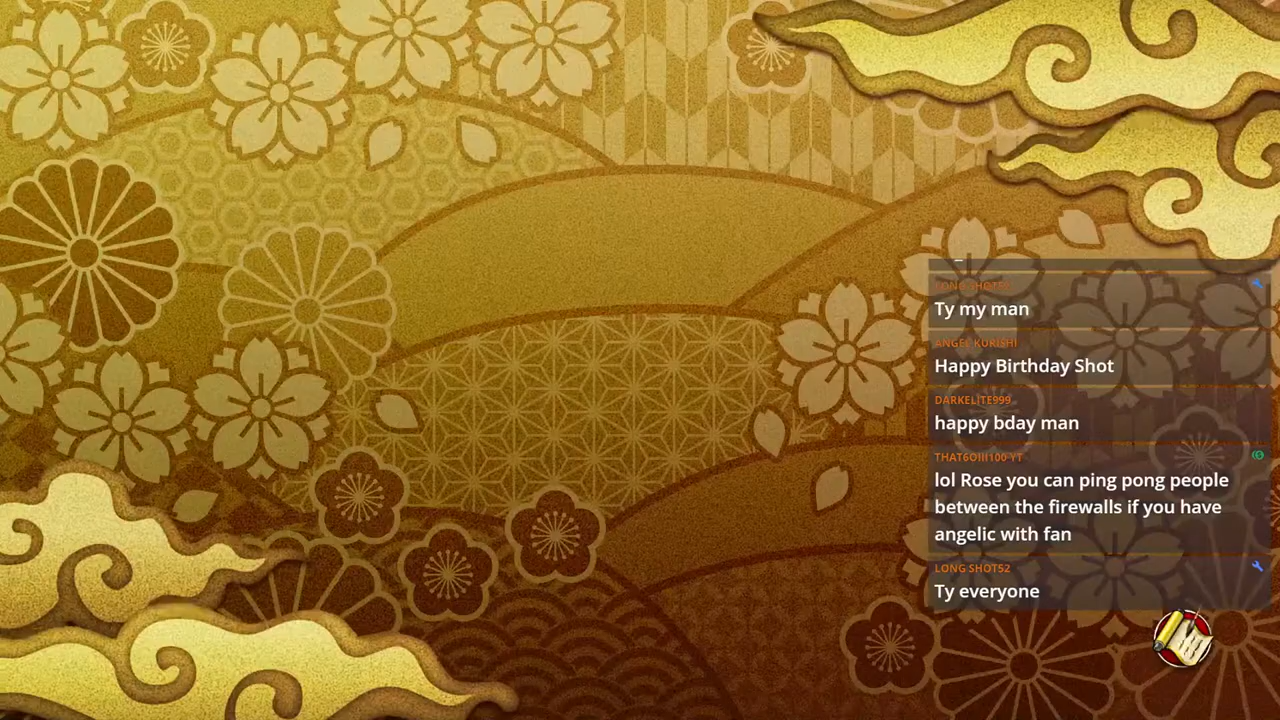 LONG SHOT52
Ty my man
ANGEL KURISHI
Happy Birthday Shot
DARKELITE999
happy bday man
THAT6OIII100 YT
lol Rose you can ping pong people
between the firewalls if you have
angelic with fan
LONG SHOT52
Ty everyone